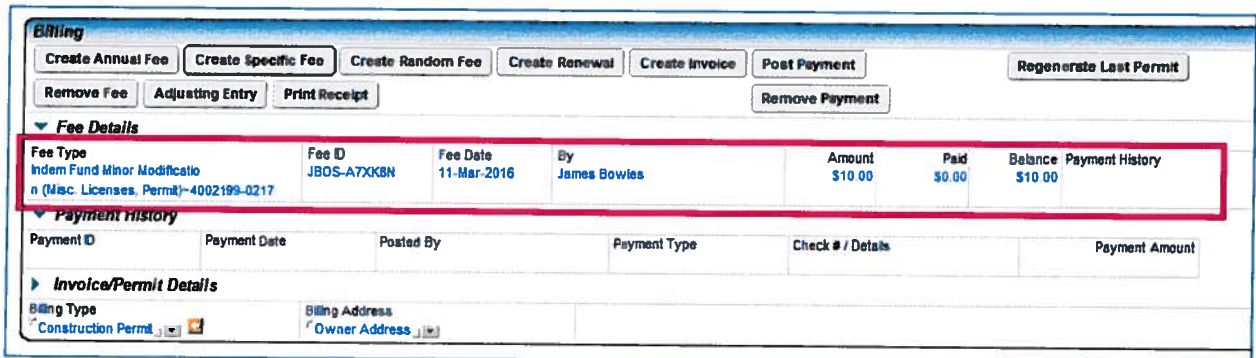 Billing
Create Annual Fee Create Specific Fee Create Random Fee Create Renewal Create Invoice Post Payment Regenerate Last Permit
Remove Fee Adjusting Entry Print Receipt Remove Payment
Fee Details
Fee Type Fee ID Fee Date By Amount Paid Balance Payment History
Indem Fund Minor Modificatio JBOS-A7XK8N 11-Mar-2016 James Bowles $10.00 $0.00 $10.00
n (Misc. Licenses, Permit)~4002199-0217
Payment History
Payment ID Payment Date Posted By Payment Type Check # / Details Payment Amount
Invoice/Permit Details
Billing Type Billing Address
Construction Permit Owner Address